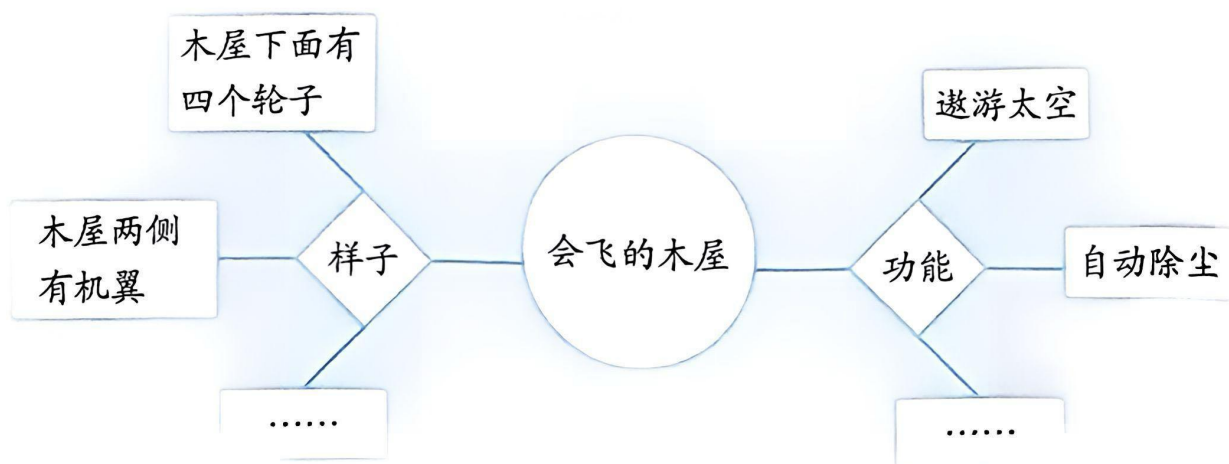 木屋下面有
四个轮子
木屋两侧
有机翼
……
样子
会飞的木屋
功能
遨游太空
自动除尘
……